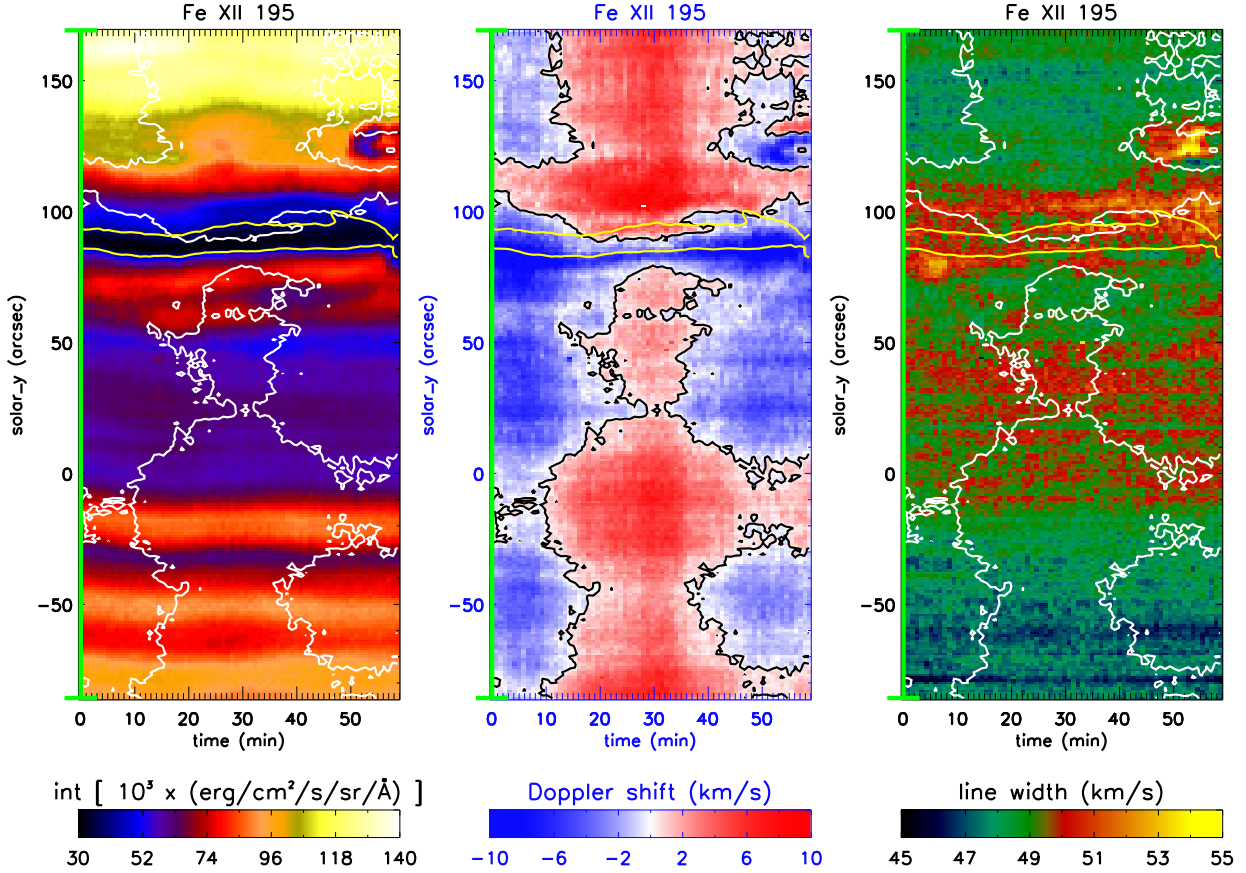 Fe XII 195
Fe XII 195
Fe XII 195
solar_y (arcsec)
150
100
50
0
−50
0 10 20 30 40 50
time (min)
solar_y (arcsec)
150
100
50
0
−50
0 10 20 30 40 50
time (min)
solar_y (arcsec)
150
100
50
0
−50
0 10 20 30 40 50
time (min)
int [ 10³ x (erg/cm²/s/sr/Å) ]
30 52 74 96 118 140
Doppler shift (km/s)
−10 −6 −2 2 6 10
line width (km/s)
45 47 49 51 53 55